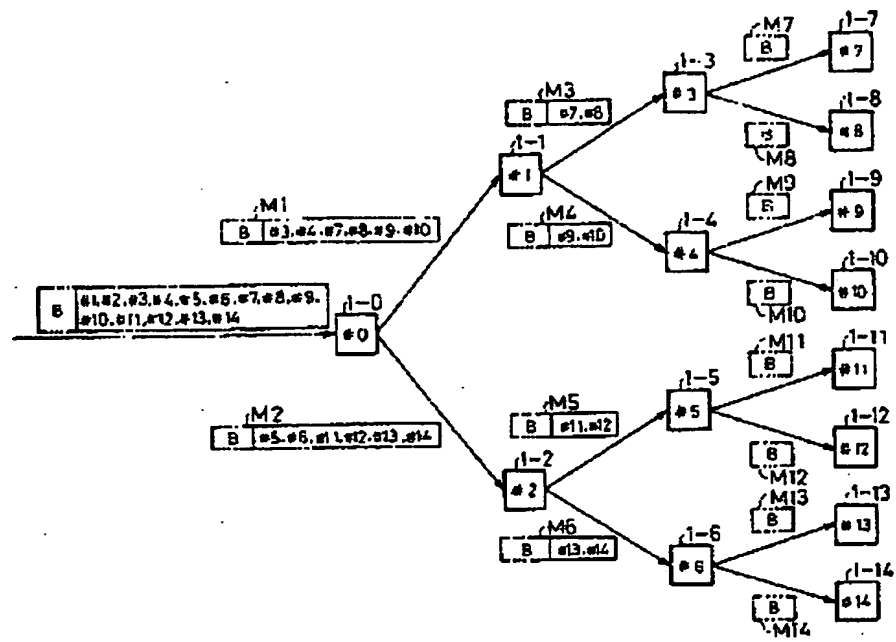 M7
1-7
B
#7
1-3
#3
M3
B #7,#8
1-8
#8
B
M8
1-1
#1
M9
B
1-9
#9
M1
B #3,#4,#7,#8,#9,#10
M4
B #9,#10
1-4
#4
1-10
#10
B
M10
B #1,#2,#3,#4,#5,#6,#7,#8,#9,
#10,#11,#12,#13,#14
1-0
#0
M11
B
1-11
#11
1-5
#5
M2
B #5,#6,#11,#12,#13,#14
M5
B #11,#12
1-12
#12
B
M12
1-2
#2
M13
B
1-13
#13
M6
B #13,#14
1-6
#6
1-14
#14
B
M14